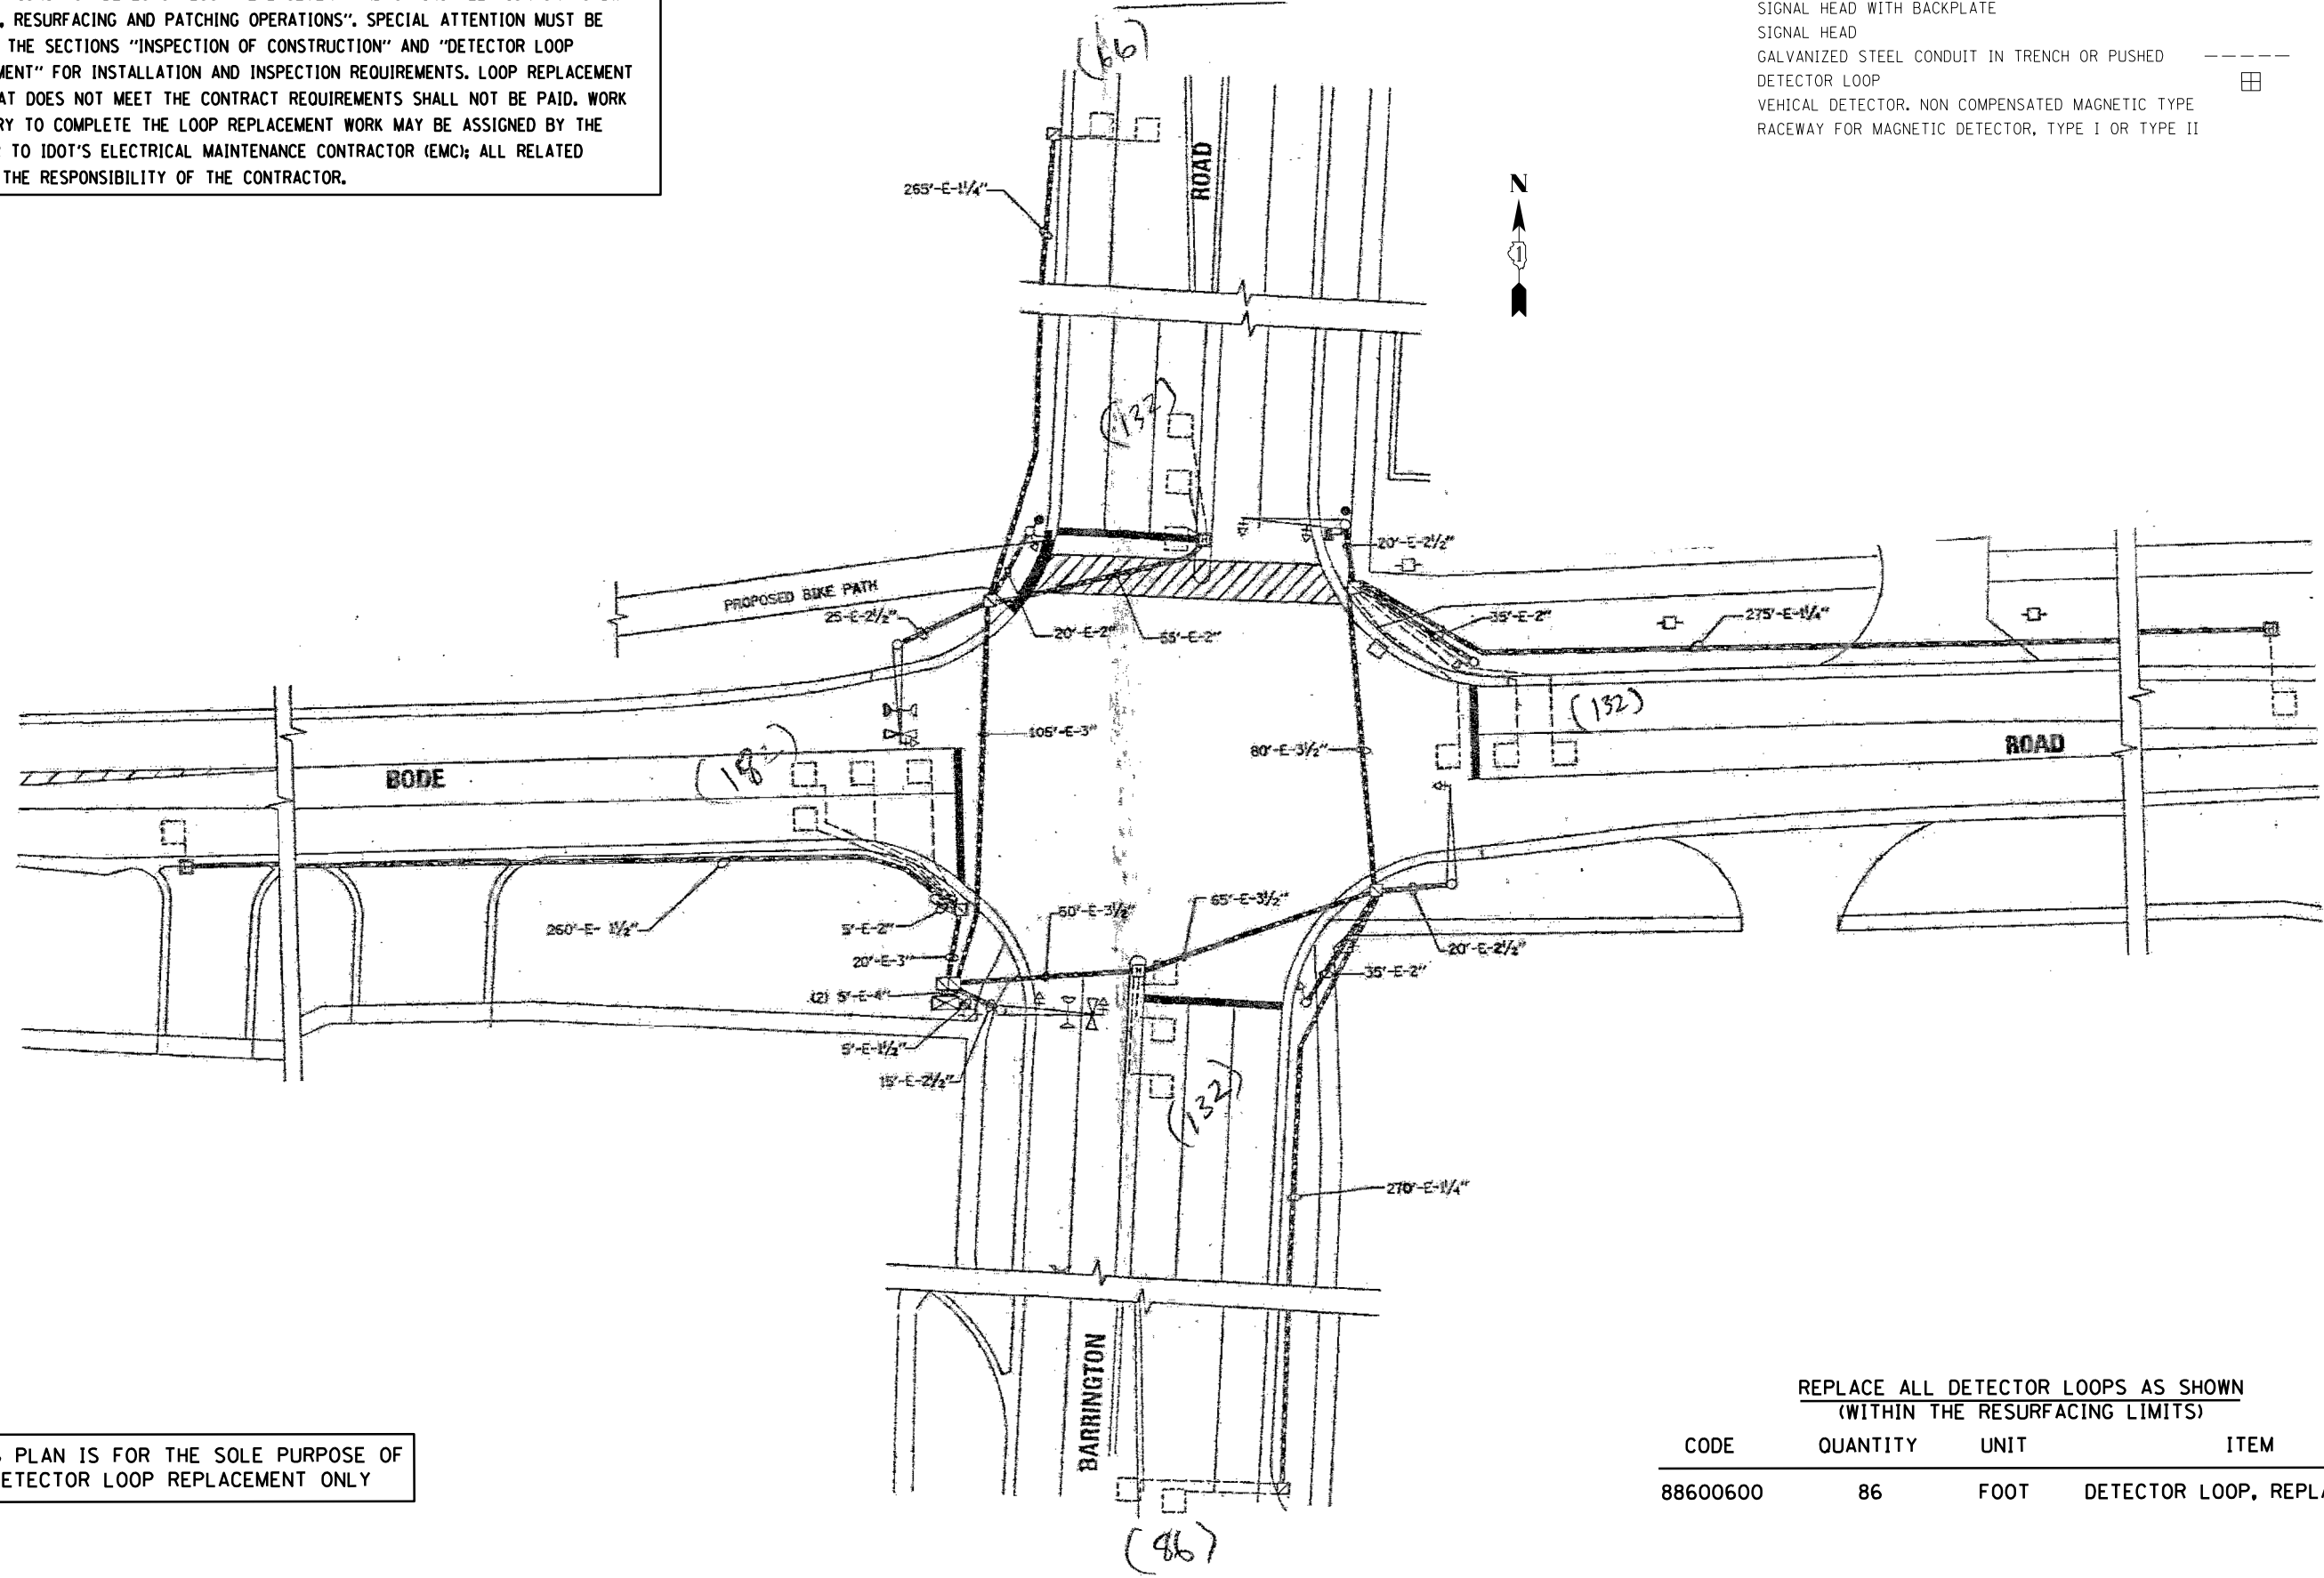 , RESURFACING AND PATCHING OPERATIONS". SPECIAL ATTENTION MUST BE
THE SECTIONS "INSPECTION OF CONSTRUCTION" AND "DETECTOR LOOP
MENT" FOR INSTALLATION AND INSPECTION REQUIREMENTS. LOOP REPLACEMENT
AT DOES NOT MEET THE CONTRACT REQUIREMENTS SHALL NOT BE PAID. WORK
RY TO COMPLETE THE LOOP REPLACEMENT WORK MAY BE ASSIGNED BY THE
TO IDOT'S ELECTRICAL MAINTENANCE CONTRACTOR (EMC); ALL RELATED
THE RESPONSIBILITY OF THE CONTRACTOR.
SIGNAL HEAD WITH BACKPLATE
SIGNAL HEAD
GALVANIZED STEEL CONDUIT IN TRENCH OR PUSHED
DETECTOR LOOP
VEHICAL DETECTOR. NON COMPENSATED MAGNETIC TYPE
RACEWAY FOR MAGNETIC DETECTOR, TYPE I OR TYPE II
(66)
ROAD
265'-E-1¼"
N
1
(132)
20'-E-2½"
PROPOSED BIKE PATH
25-E-2½"
20'-E-2"
55'-E-2"
35'-E-2"
275'-E-1¼"
(132)
105'-E-3"
80'-E-3½"
BODE
ROAD
260'-E- 1½"
5'-E-2"
20'-E-3"
(2) 5'-E-4"
5'-E-1½"
15'-E-2½"
60'-E-3½"
65'-E-3½"
20'-E-2½"
35'-E-2"
H
(132)
270'-E-1¼"
BARRINGTON
(86)
PLAN IS FOR THE SOLE PURPOSE OF
ETECTOR LOOP REPLACEMENT ONLY
REPLACE ALL DETECTOR LOOPS AS SHOWN
(WITHIN THE RESURFACING LIMITS)
CODE QUANTITY UNIT ITEM
88600600 86 FOOT DETECTOR LOOP, REPLA